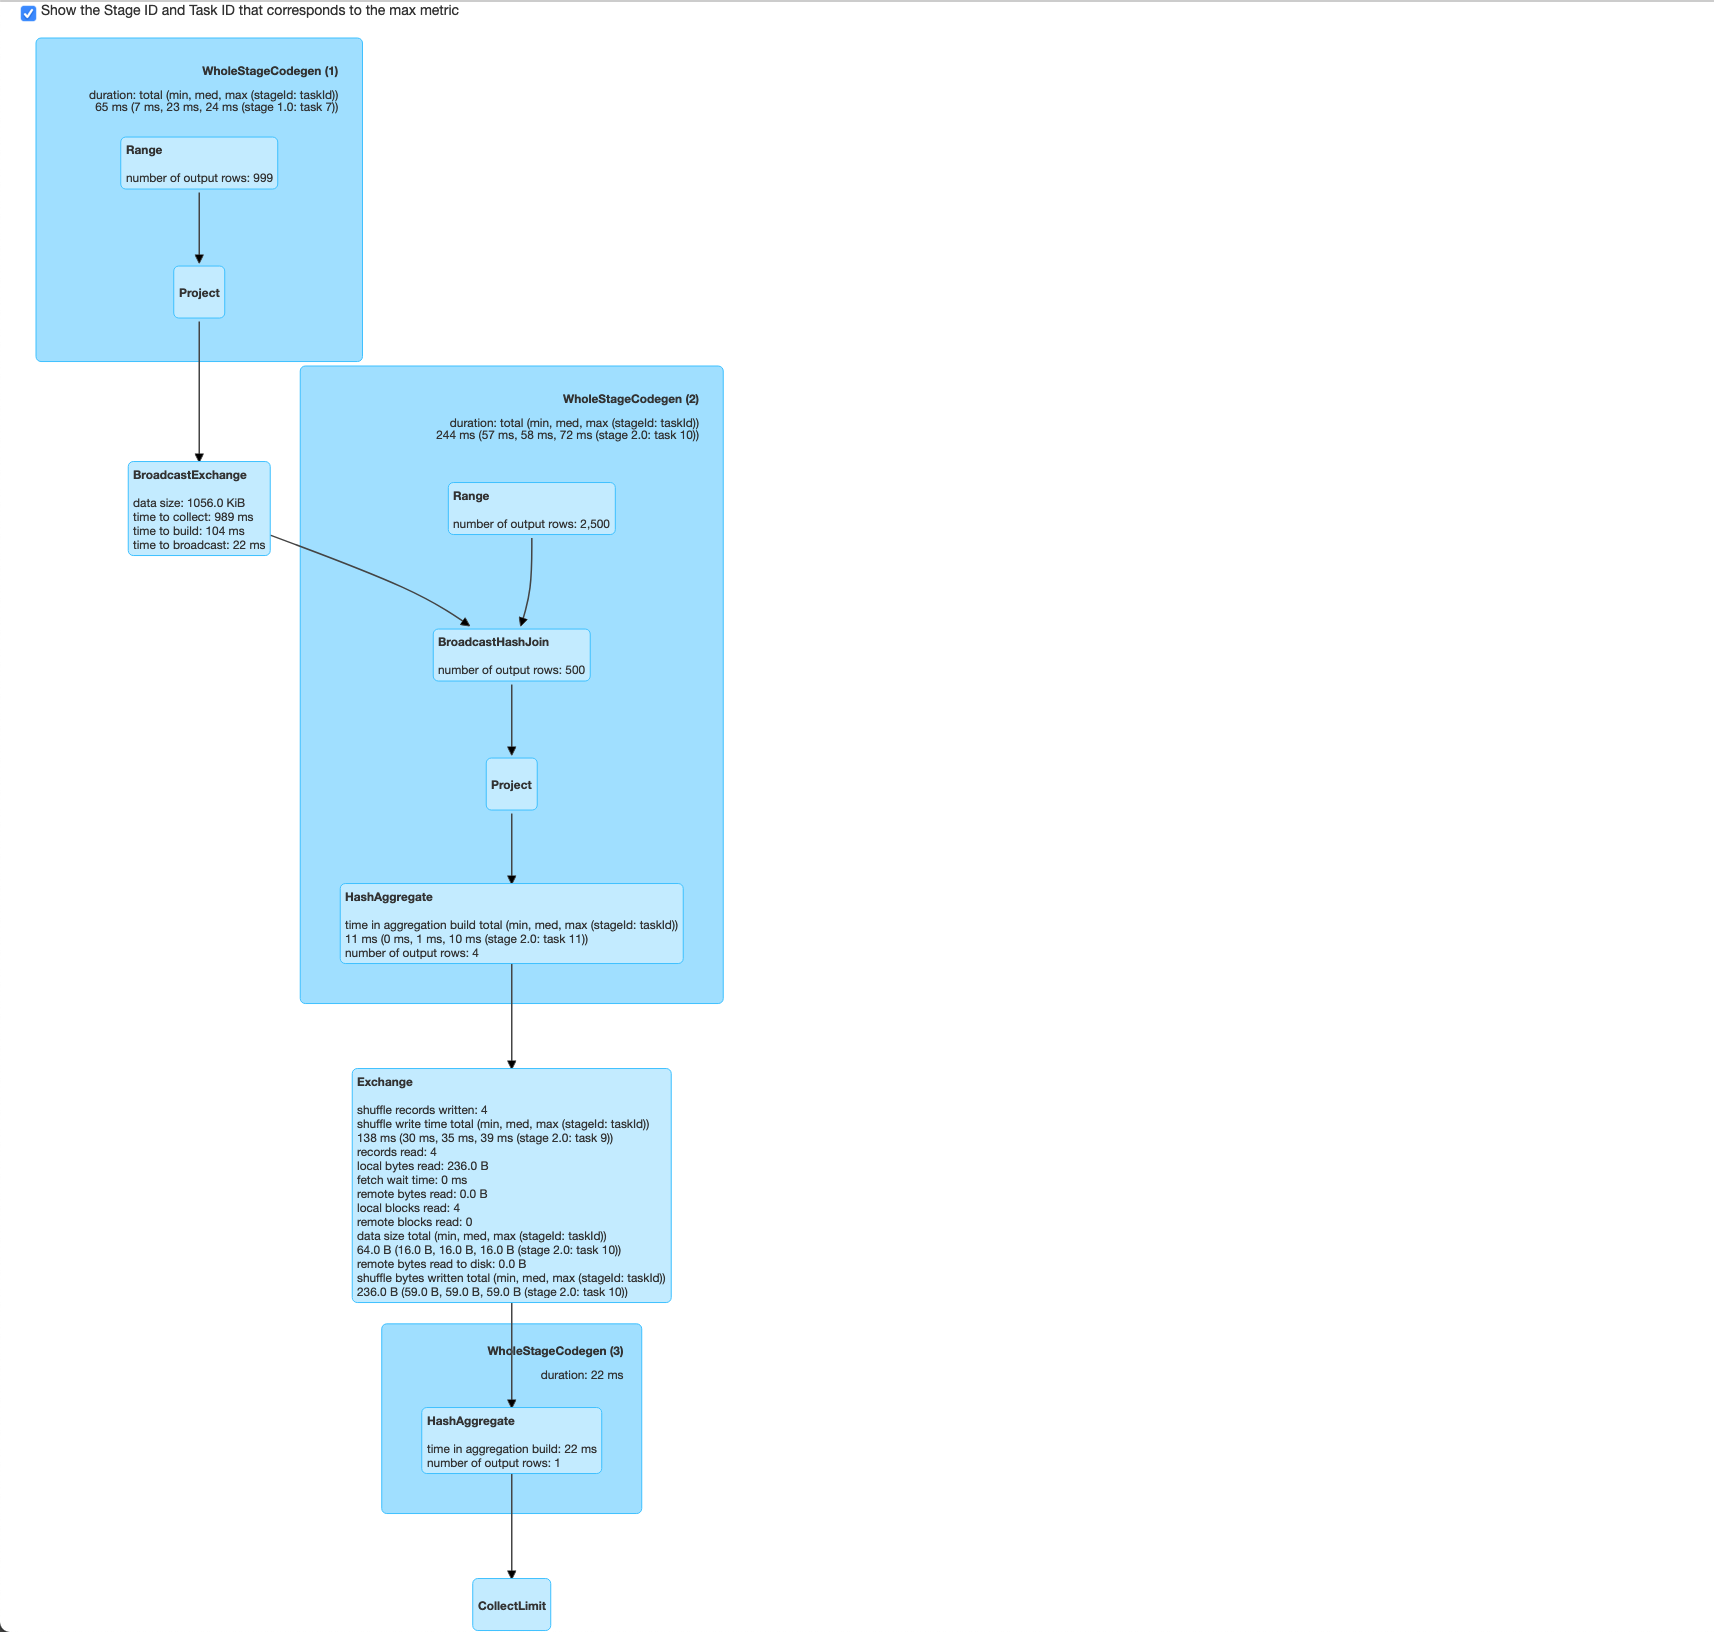 Show the Stage ID and Task ID that corresponds to the max metric
WholeStageCodegen (1)
duration: total (min, med, max (stageId: taskId))
65 ms (7 ms, 23 ms, 24 ms (stage 1.0: task 7))
Range
number of output rows: 999
Project
BroadcastExchange
data size: 1056.0 KiB
time to collect: 989 ms
time to build: 104 ms
time to broadcast: 22 ms
WholeStageCodegen (2)
duration: total (min, med, max (stageId: taskId))
244 ms (57 ms, 58 ms, 72 ms (stage 2.0: task 10))
Range
number of output rows: 2,500
BroadcastHashJoin
number of output rows: 500
Project
HashAggregate
time in aggregation build total (min, med, max (stageId: taskId))
11 ms (0 ms, 1 ms, 10 ms (stage 2.0: task 11))
number of output rows: 4
Exchange
shuffle records written: 4
shuffle write time total (min, med, max (stageId: taskId))
138 ms (30 ms, 35 ms, 39 ms (stage 2.0: task 9))
records read: 4
local bytes read: 236.0 B
fetch wait time: 0 ms
remote bytes read: 0.0 B
local blocks read: 4
remote blocks read: 0
data size total (min, med, max (stageId: taskId))
64.0 B (16.0 B, 16.0 B, 16.0 B (stage 2.0: task 10))
remote bytes read to disk: 0.0 B
shuffle bytes written total (min, med, max (stageId: taskId))
236.0 B (59.0 B, 59.0 B, 59.0 B (stage 2.0: task 10))
WholeStageCodegen (3)
duration: 22 ms
HashAggregate
time in aggregation build: 22 ms
number of output rows: 1
CollectLimit